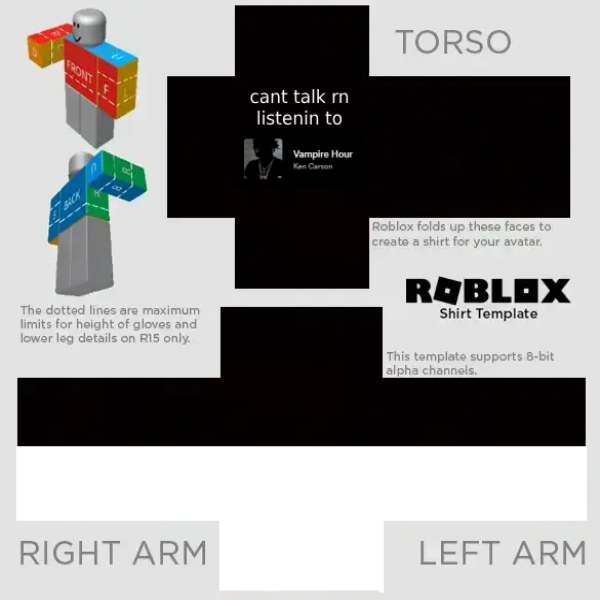 TORSO
FRONT
F
L
cant talk rn
listenin to
Vampire Hour
Ken Carson
BACK
R
Roblox folds up these faces to
create a shirt for your avatar.
ROBLOX
Shirt Template
The dotted lines are maximum
limits for height of gloves and
lower leg details on R15 only.
This template supports 8-bit
alpha channels.
RIGHT ARM
LEFT ARM